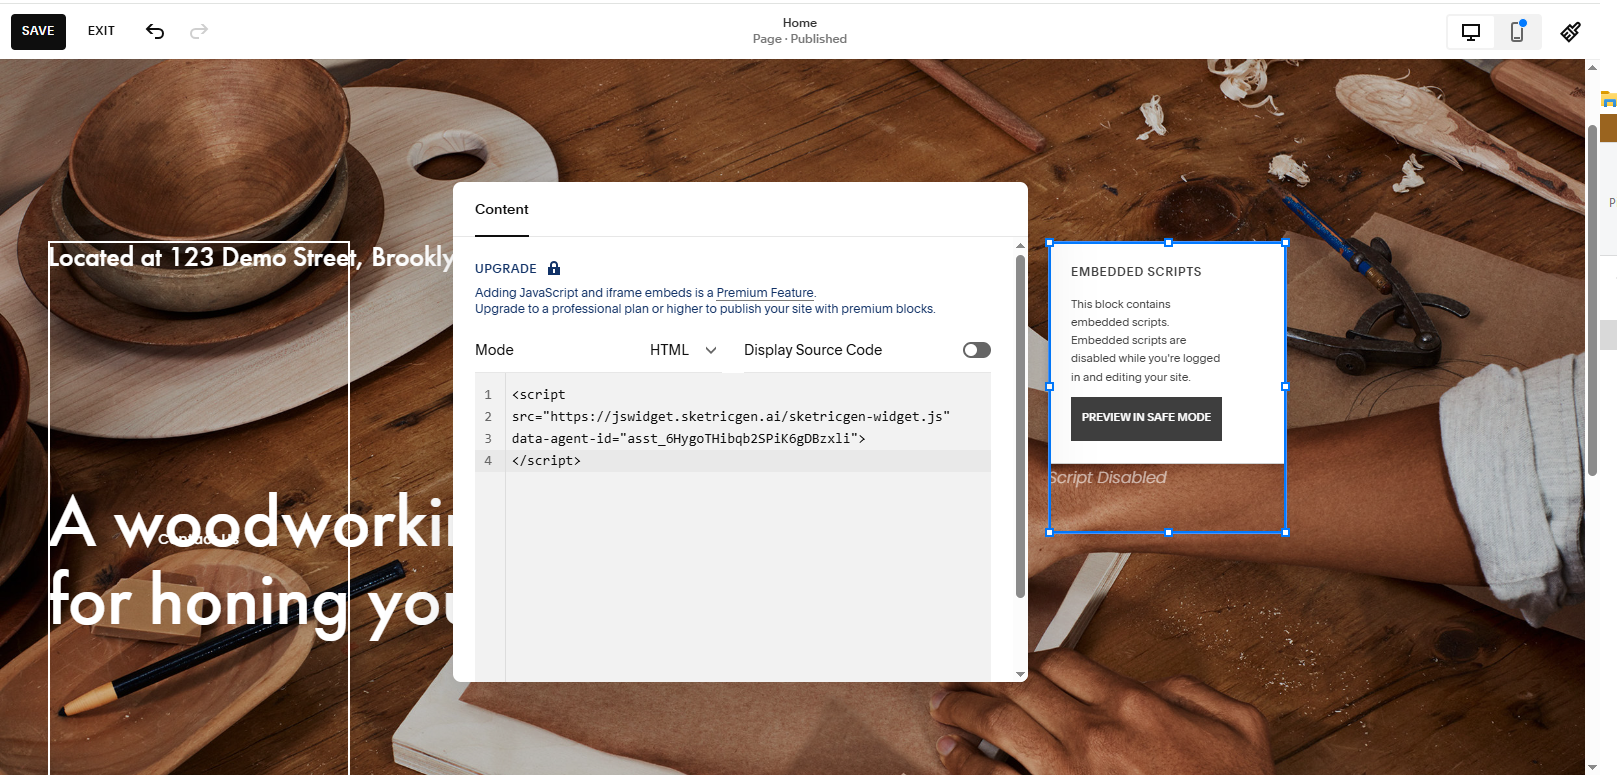 SAVE
EXIT
Home
Page · Published
Located at 123 Demo Street, Brookly
Content
UPGRADE
Adding JavaScript and iframe embeds is a Premium Feature.
Upgrade to a professional plan or higher to publish your site with premium blocks.
Mode
HTML
Display Source Code
1 <script
2 src="https://jswidget.sketricgen.ai/sketricgen-widget.js"
3 data-agent-id="asst_6HygoTHibqb2SPiK6gDBzxli">
4 </script>
EMBEDDED SCRIPTS
This block contains
embedded scripts.
Embedded scripts are
disabled while you're logged
in and editing your site.
PREVIEW IN SAFE MODE
Script Disabled
A woodworkin
Contact Us
for honing you
P